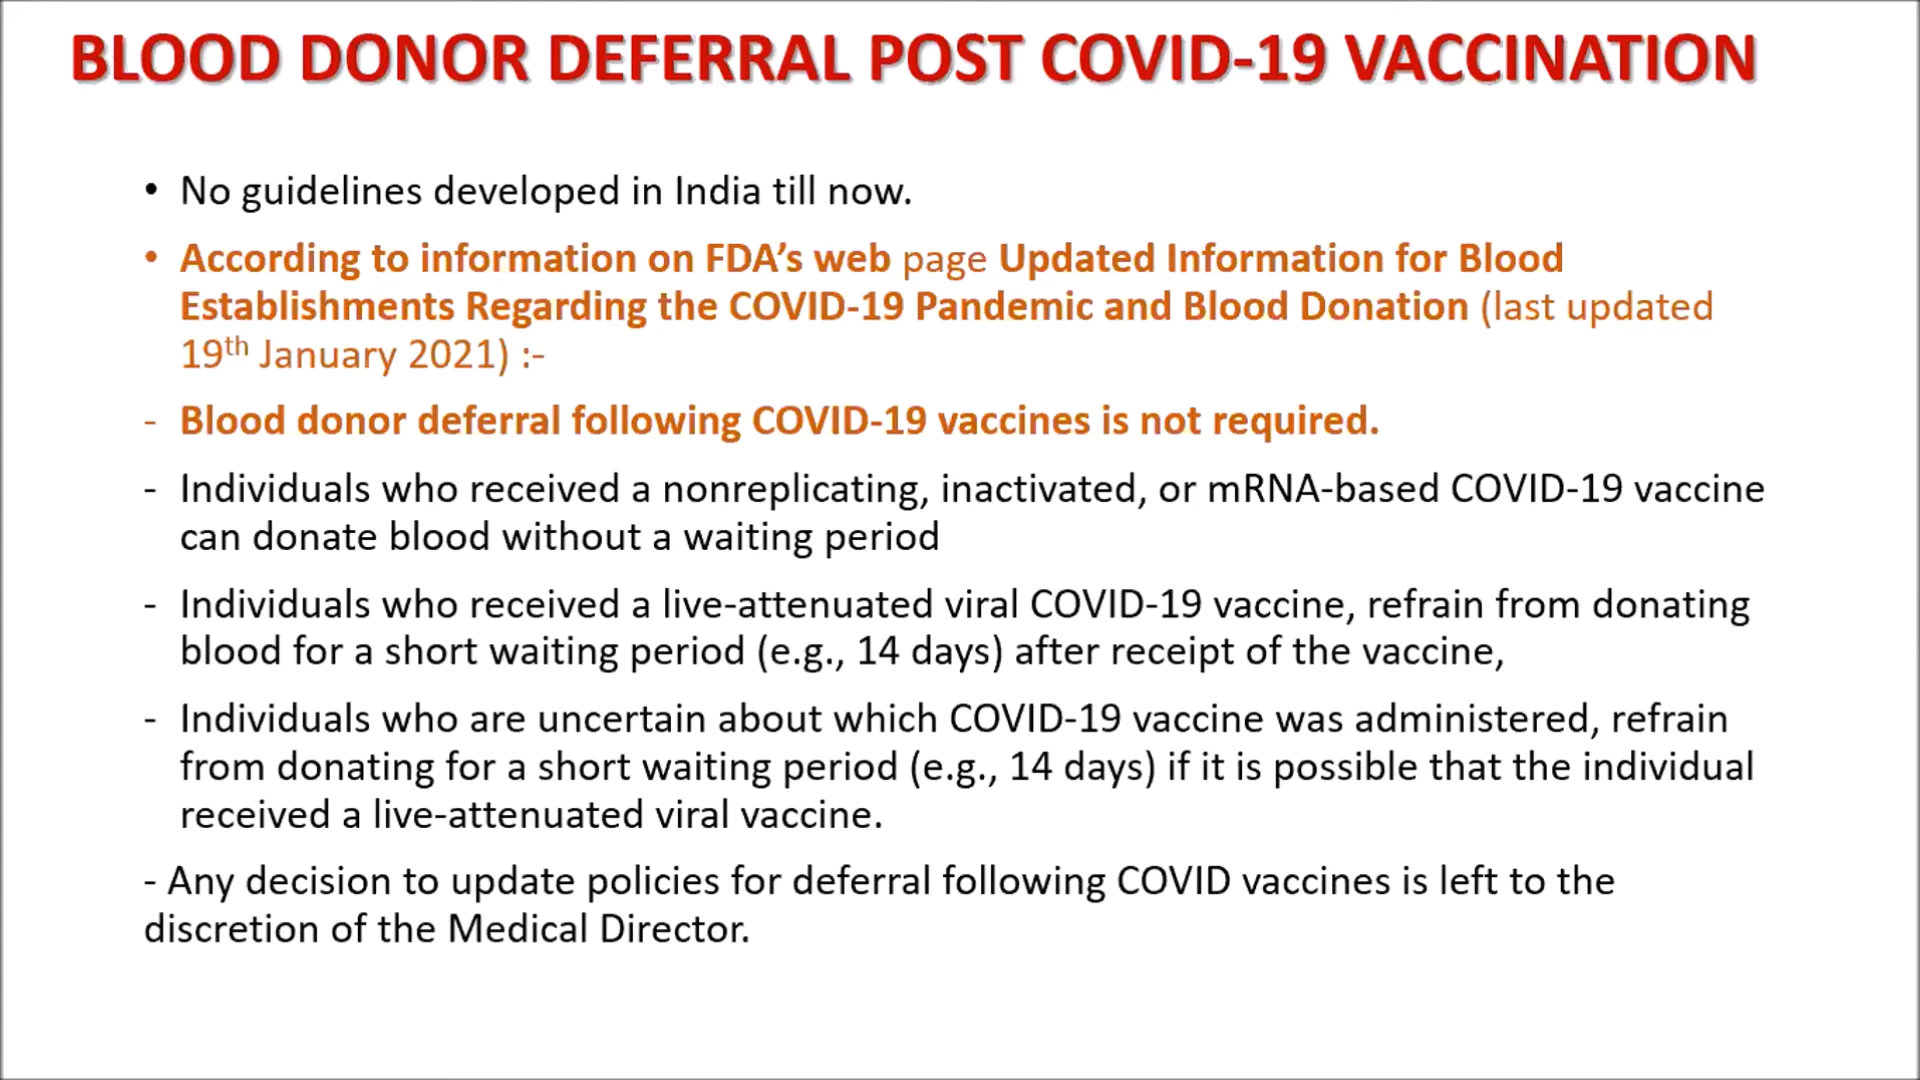 BLOOD DONOR DEFERRAL POST COVID-19 VACCINATION
• No guidelines developed in India till now.
• According to information on FDA’s web page Updated Information for Blood
Establishments Regarding the COVID-19 Pandemic and Blood Donation (last updated
19th January 2021) :-
- Blood donor deferral following COVID-19 vaccines is not required.
- Individuals who received a nonreplicating, inactivated, or mRNA-based COVID-19 vaccine
can donate blood without a waiting period
- Individuals who received a live-attenuated viral COVID-19 vaccine, refrain from donating
blood for a short waiting period (e.g., 14 days) after receipt of the vaccine,
- Individuals who are uncertain about which COVID-19 vaccine was administered, refrain
from donating for a short waiting period (e.g., 14 days) if it is possible that the individual
received a live-attenuated viral vaccine.
- Any decision to update policies for deferral following COVID vaccines is left to the
discretion of the Medical Director.